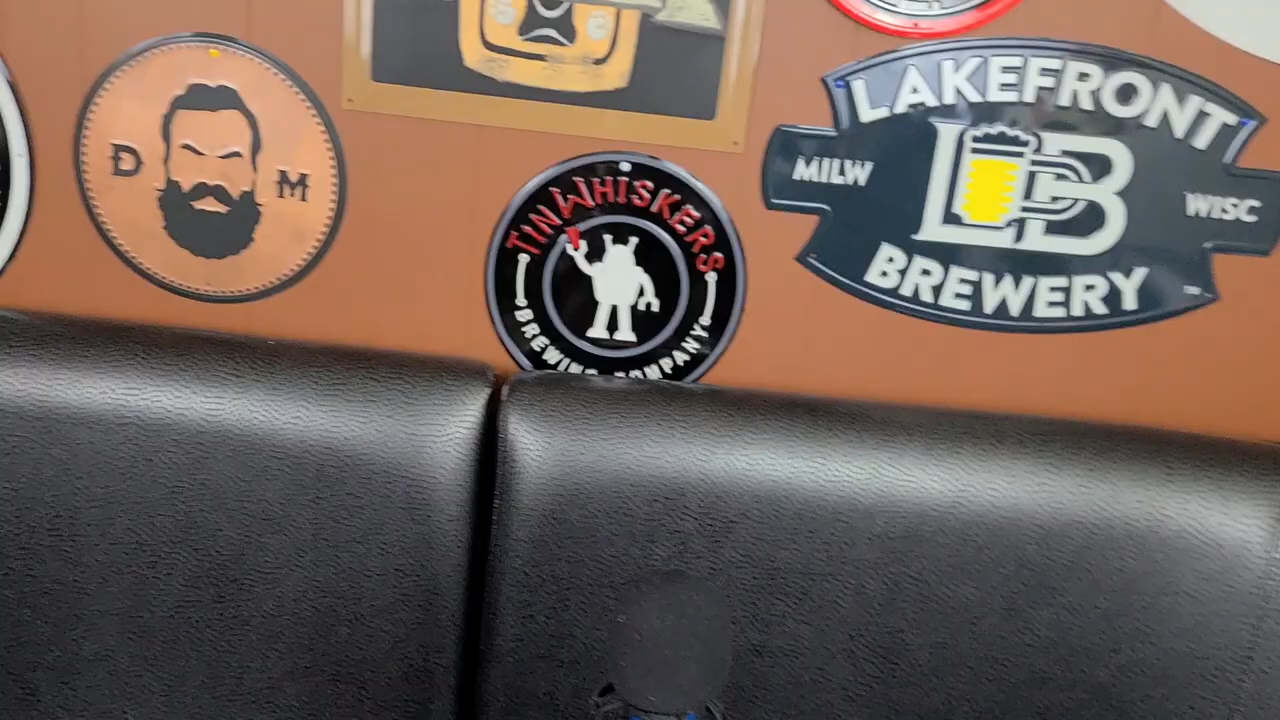 D M
TIN WHISKERS
BREWING COMPANY
LAKEFRONT
MILW LB WISC
BREWERY